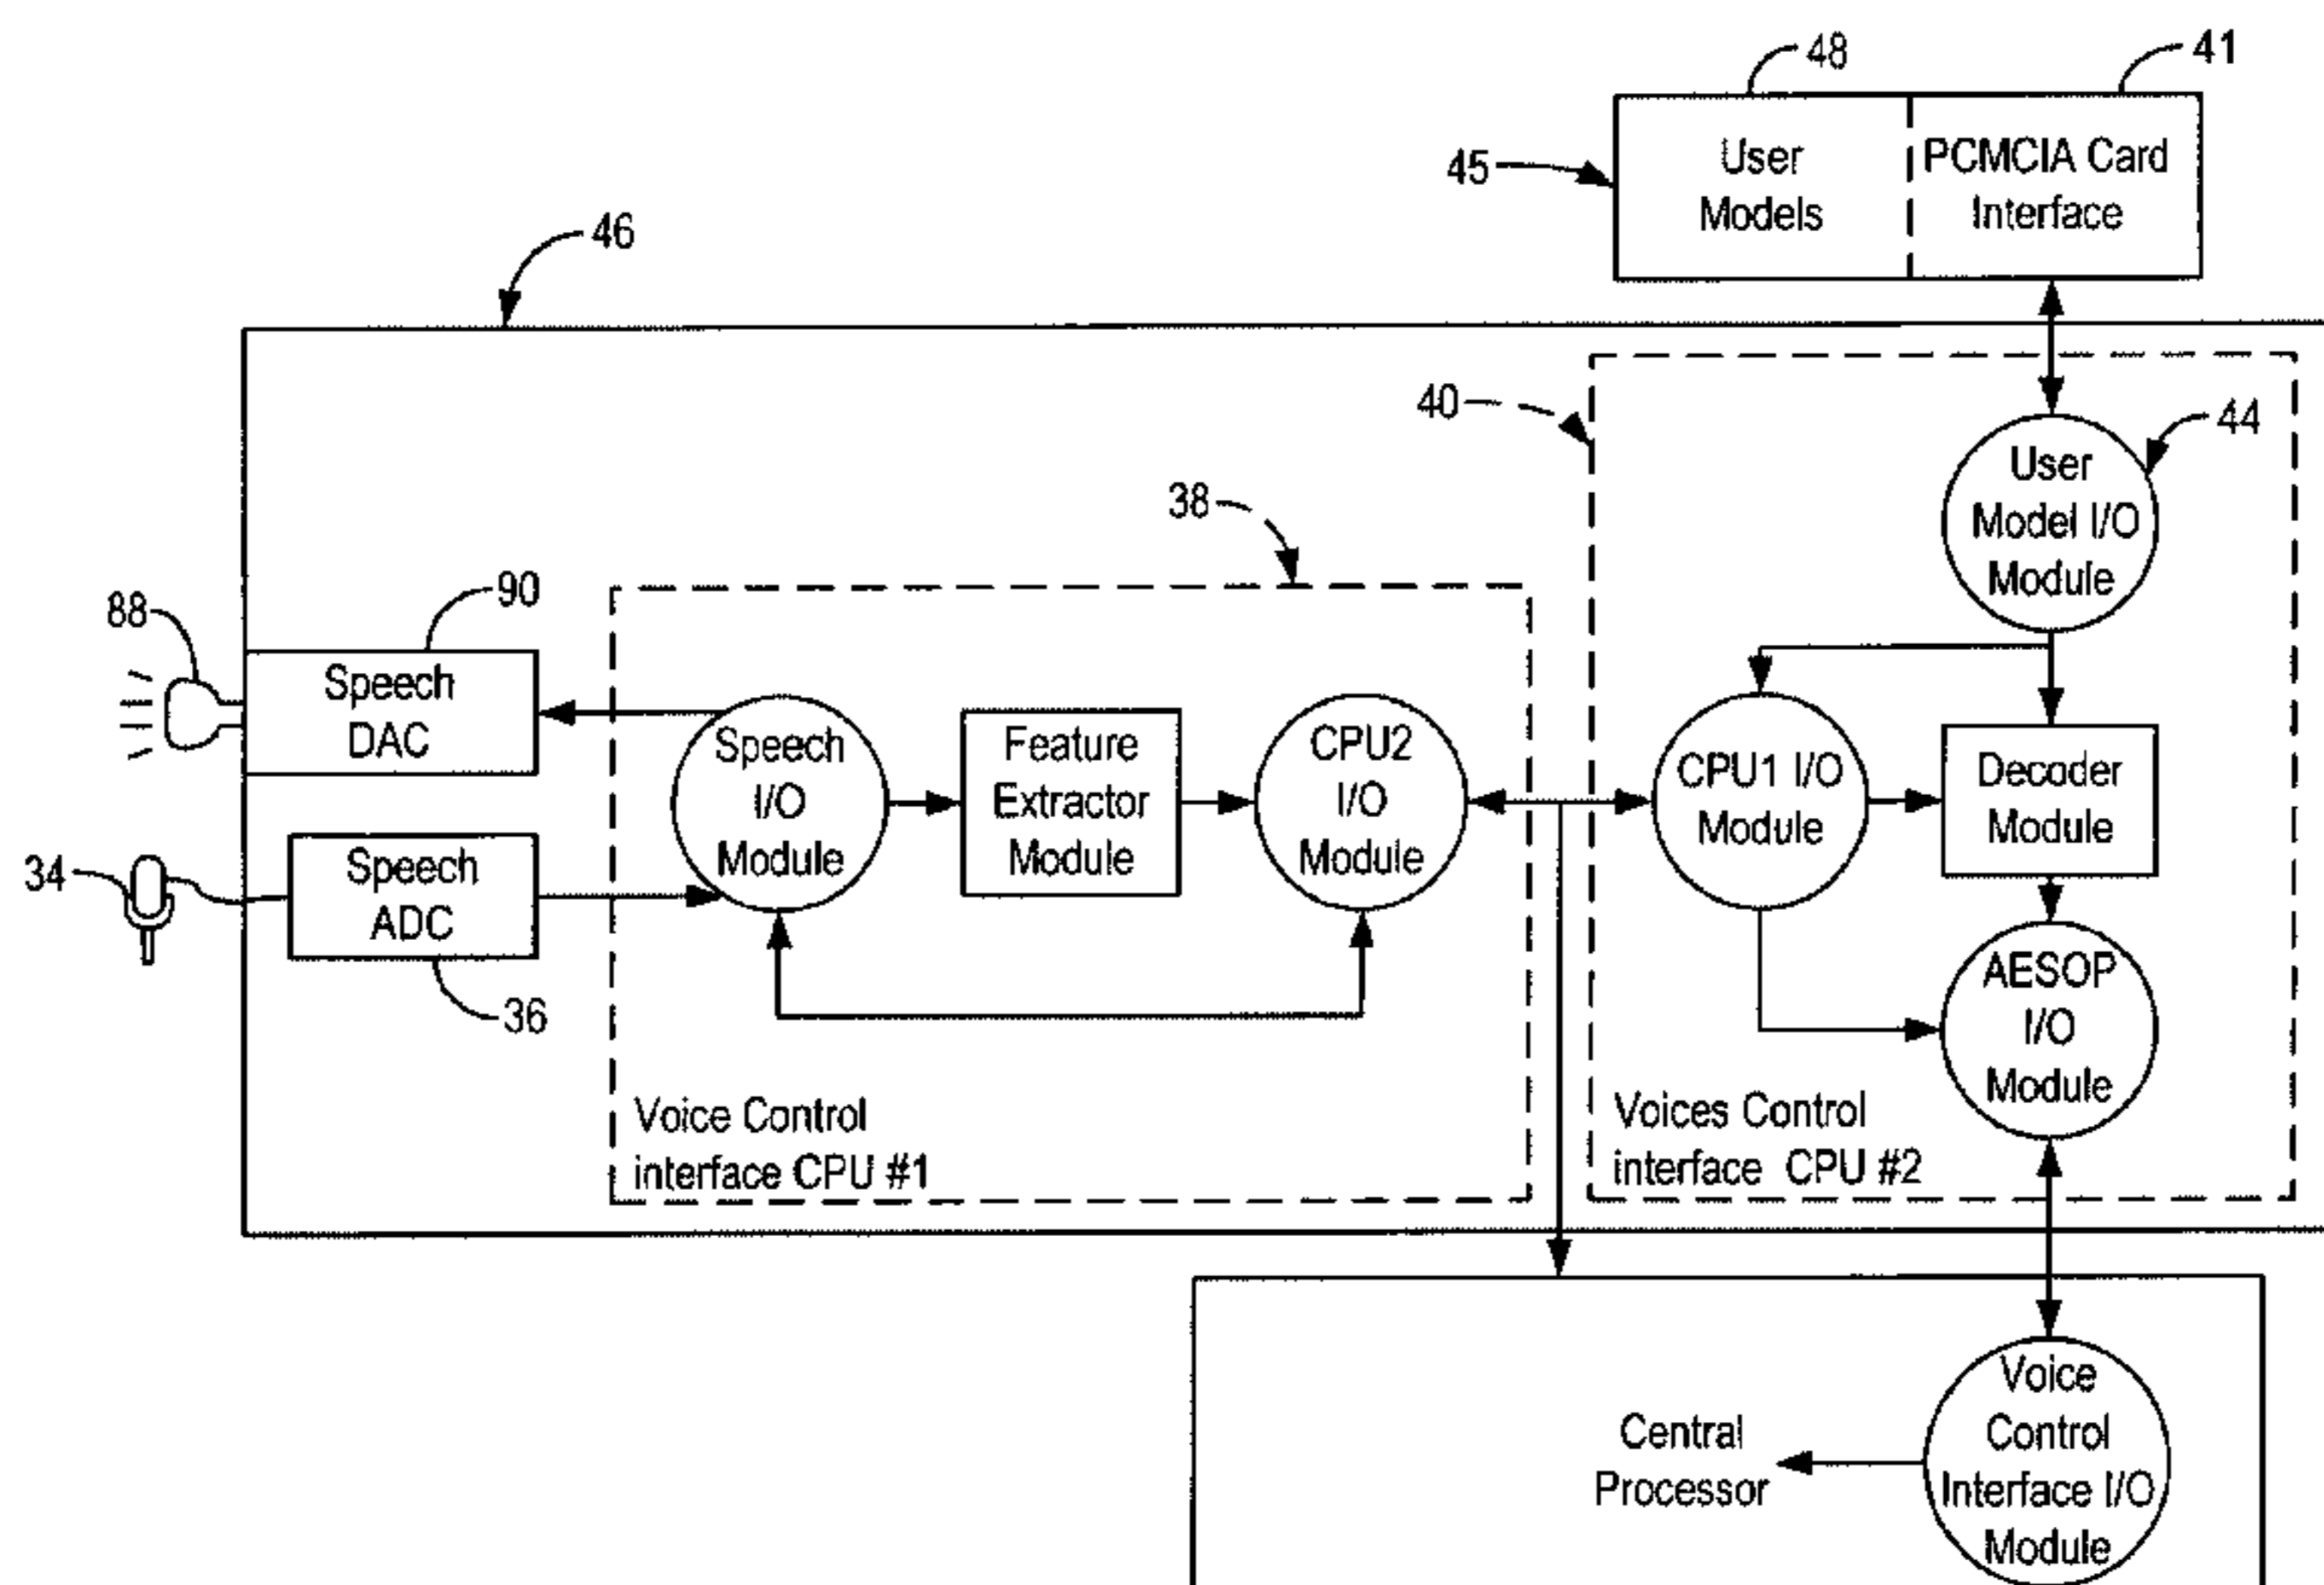 48
41
45
User
Models
PCMCIA Card
Interface
46
40
44
User
Model I/O
Module
38
88
90
Speech
DAC
Speech
I/O
Module
Feature
Extractor
Module
CPU2
I/O
Module
CPU1 I/O
Module
Decoder
Module
34
Speech
ADC
36
AESOP
I/O
Module
Voice Control
interface CPU #1
Voices Control
interface CPU #2
Central
Processor
Voice
Control
Interface I/O
Module